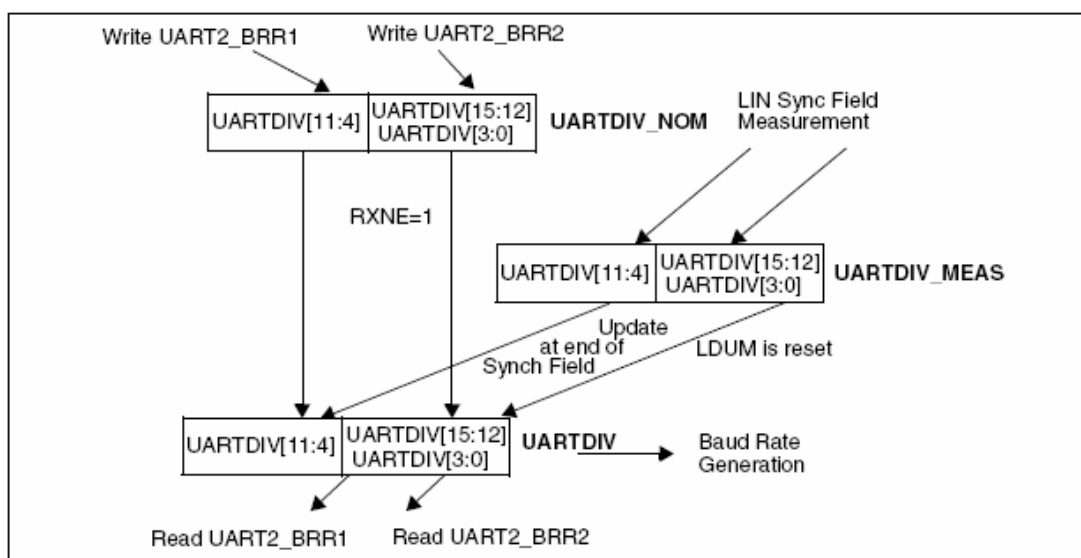 Write UART2_BRR1
Write UART2_BRR2
UARTDIV[11:4]
UARTDIV[15:12]
UARTDIV[3:0]
UARTDIV_NOM
LIN Sync Field
Measurement
RXNE=1
UARTDIV[11:4]
UARTDIV[15:12]
UARTDIV[3:0]
UARTDIV_MEAS
Update
at end of
Synch Field
LDUM is reset
UARTDIV[11:4]
UARTDIV[15:12]
UARTDIV[3:0]
UARTDIV
Baud Rate
Generation
Read UART2_BRR1
Read UART2_BRR2